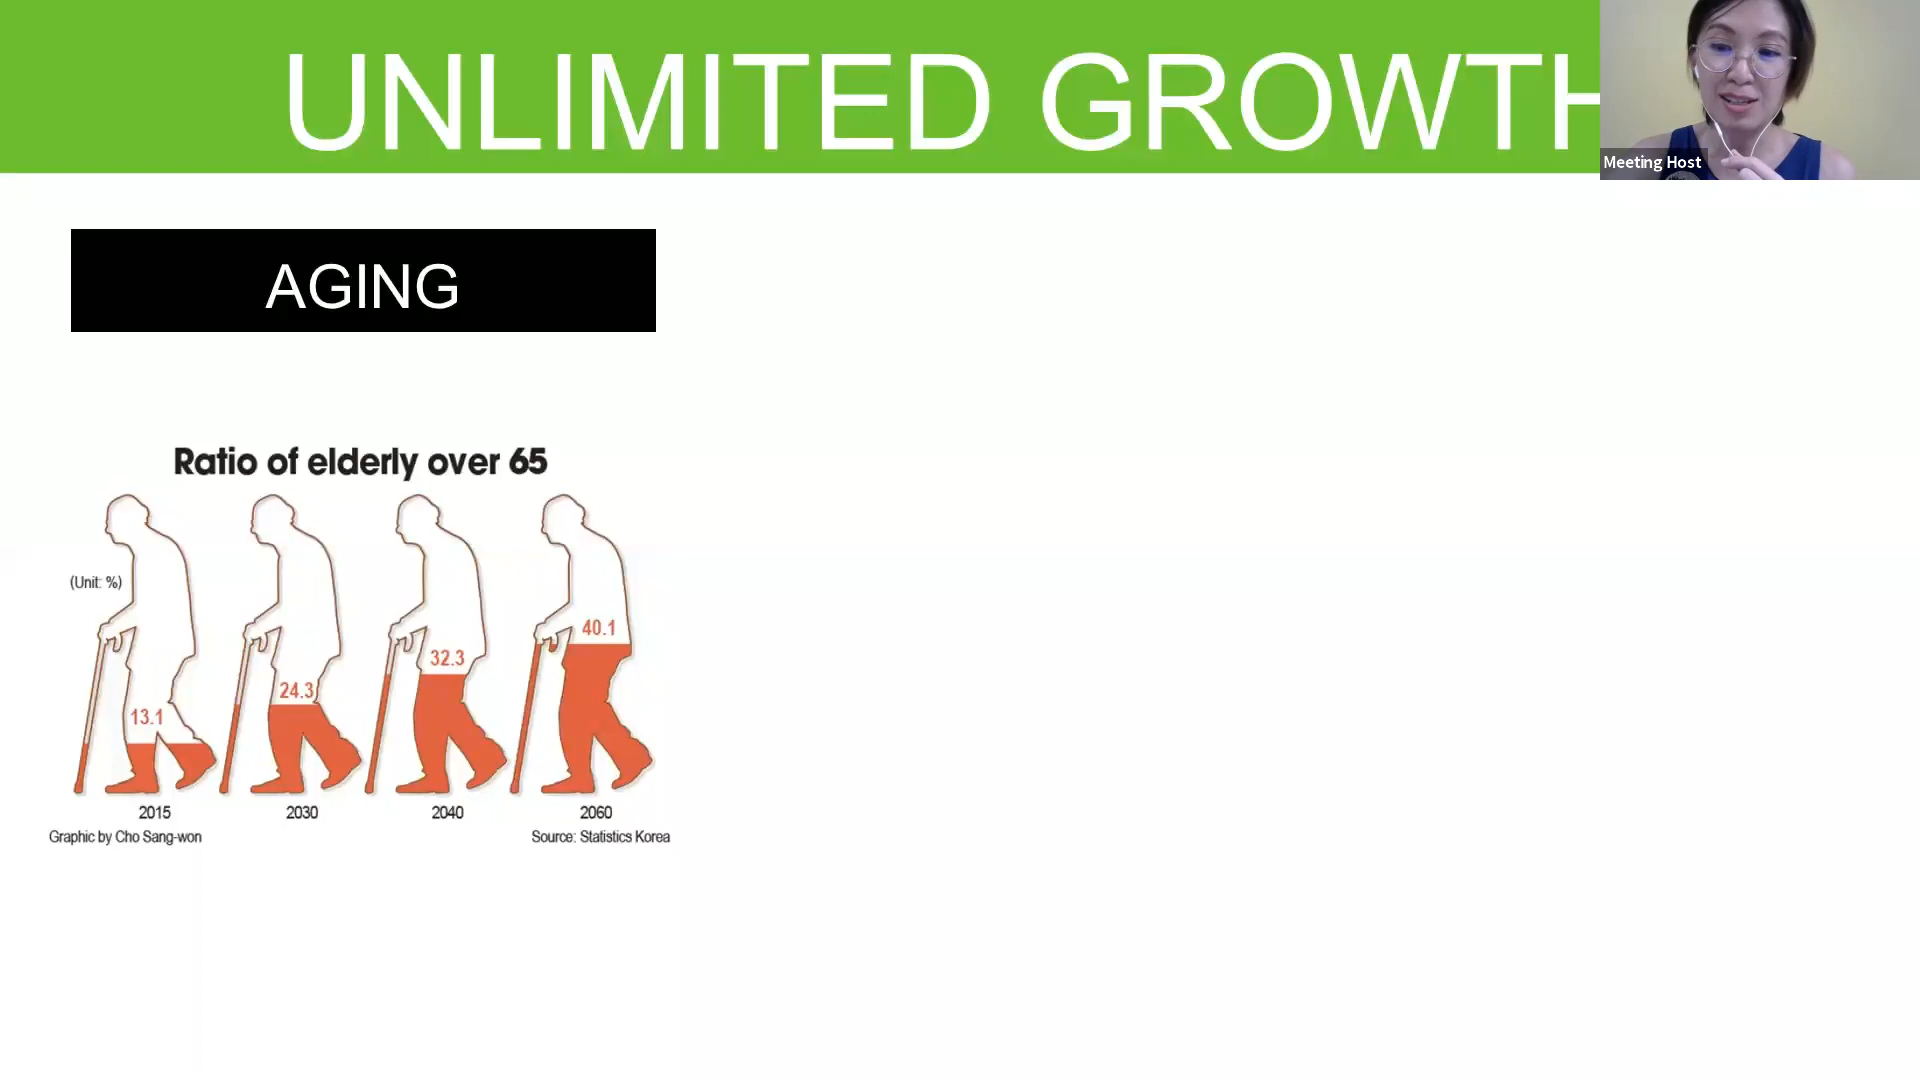 UNLIMITED GROWTH
Meeting Host
AGING
Ratio of elderly over 65
(Unit: %)
13.1
24.3
32.3
40.1
2015
2030
2040
2060
Graphic by Cho Sang-won
Source: Statistics Korea